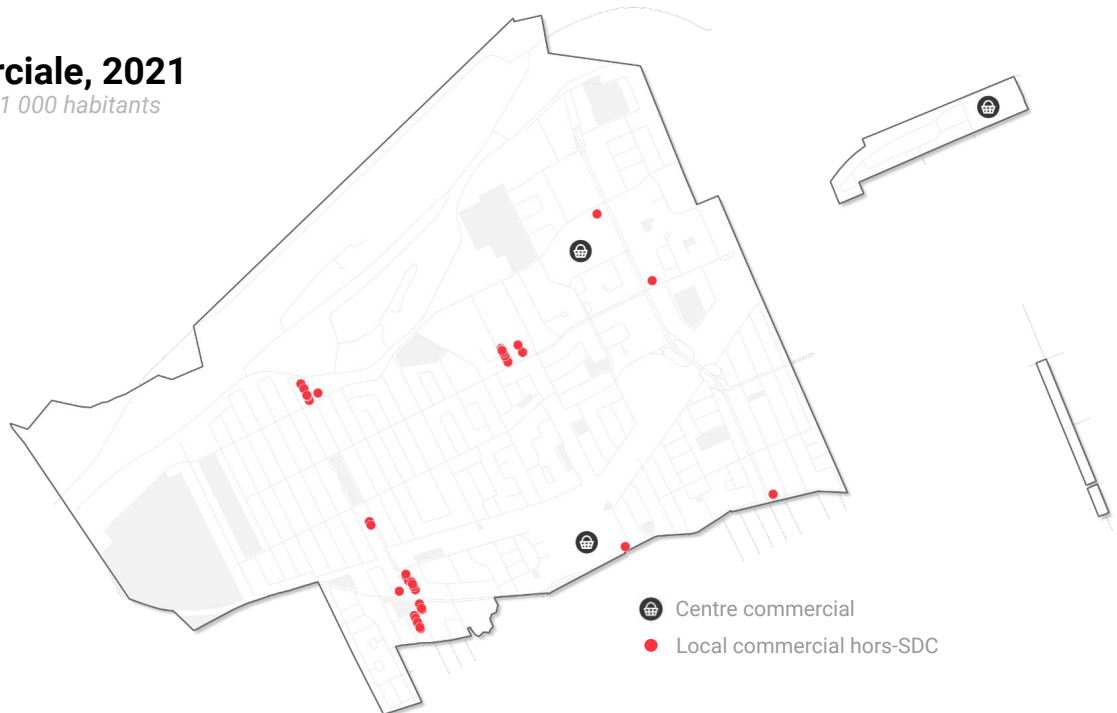 rciale, 2021
1 000 habitants
Centre commercial
Local commercial hors-SDC